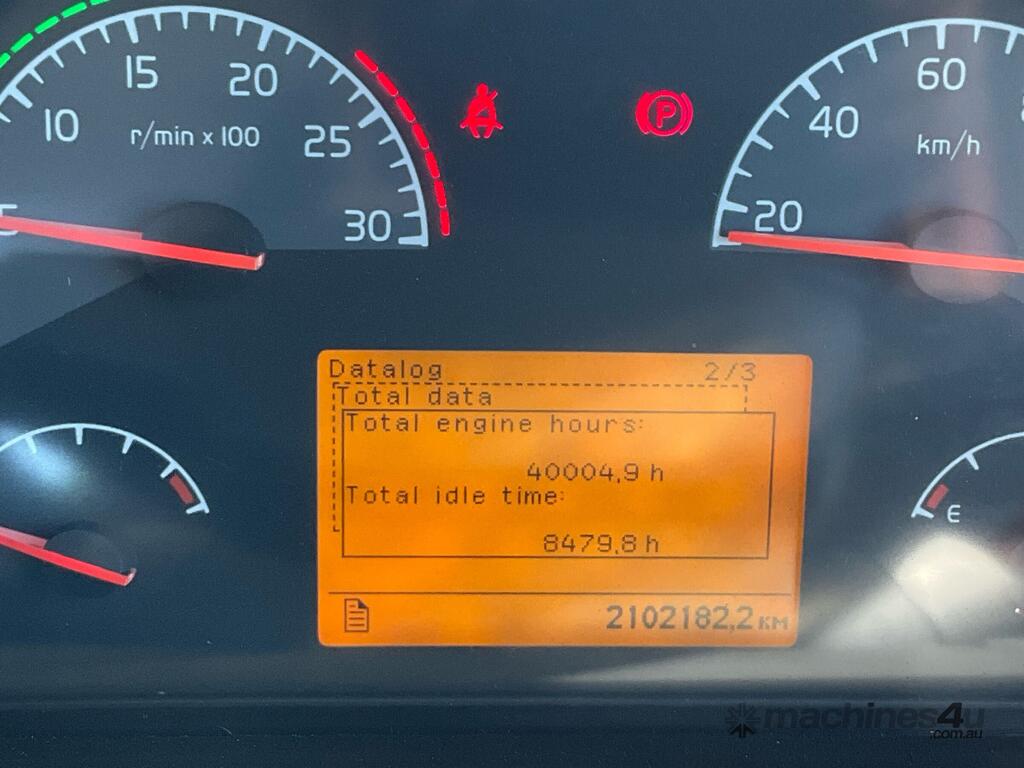 15
20
10
25
r/min x 100
30
P
60
40
km/h
20
Datalog 2/3
Total data
Total engine hours:
40004,9 h
Total idle time:
8479,8 h
2102182,2 KM
E
machines4u
.com.au